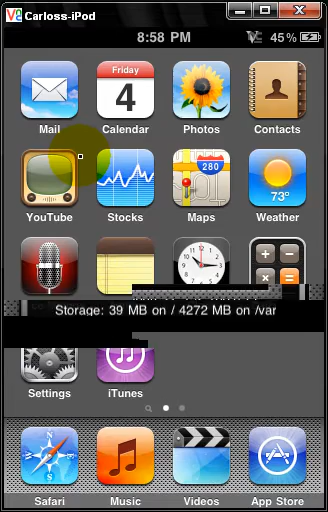 Carloss-iPod
8:58 PM
45%
Friday
4
Mail
Calendar
Photos
Contacts
280
73°
YouTube
Stocks
Maps
Weather
Storage: 39 MB on / 4272 MB on /var
Settings
iTunes
Safari
Music
Videos
App Store